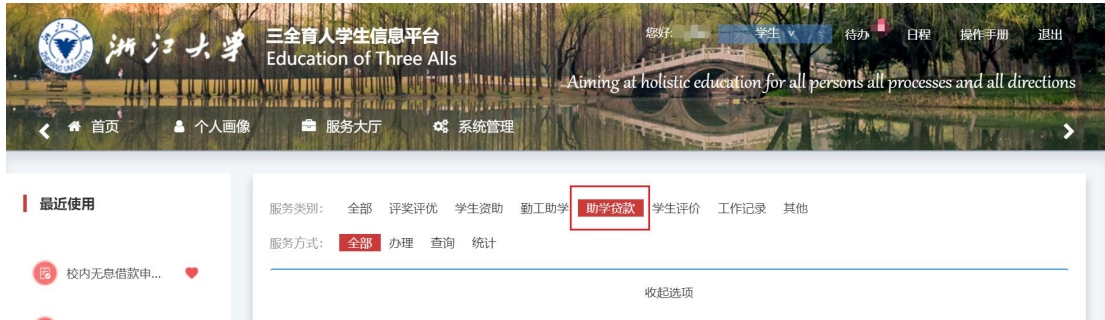 浙江大学
三全育人学生信息平台
Education of Three Alls
您好: 学生 ∨ 待办 日程 操作手册 退出
Aiming at holistic education for all persons all processes and all directions
首页 个人画像 服务大厅 系统管理
最近使用
服务类别: 全部 评奖评优 学生资助 勤工助学 助学贷款 学生评价 工作记录 其他
服务方式: 全部 办理 查询 统计
校内无息借款申...
收起选项